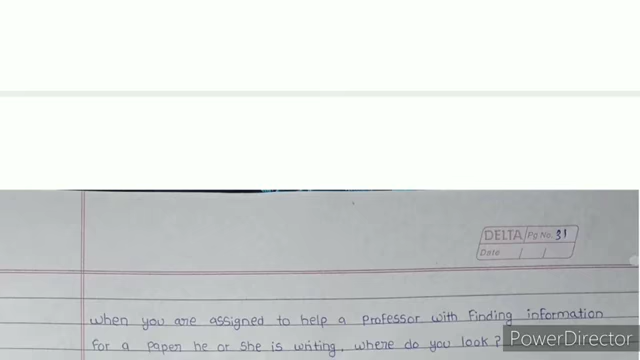 DELTA Pg No. 31
Date / /
When you are assigned to help a Professor with Finding information
For a Paper he or she is writing, where do you look?
PowerDirector